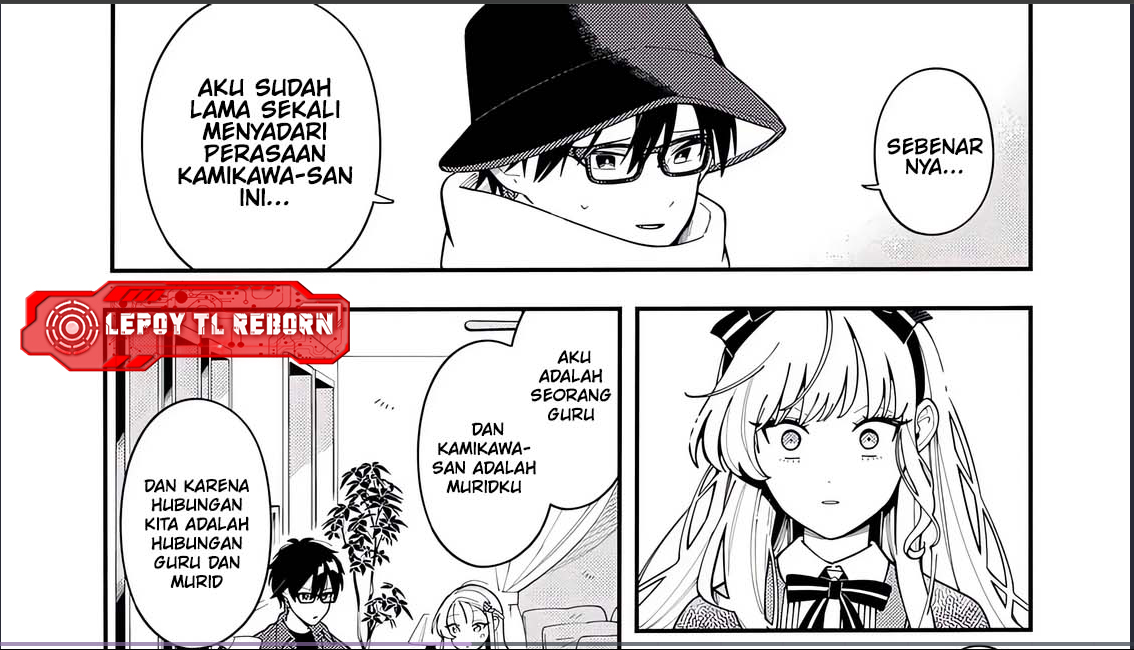 SEBENAR
NYA...
AKU SUDAH
LAMA SEKALI
MENYADARI
PERASAAN
KAMIKAWA-SAN
INI...
LEPOY TL REBORN
AKU
ADALAH
SEORANG
GURU
DAN
KAMIKAWA-
SAN ADALAH
MURIDKU
DAN KARENA
HUBUNGAN
KITA ADALAH
HUBUNGAN
GURU DAN
MURID